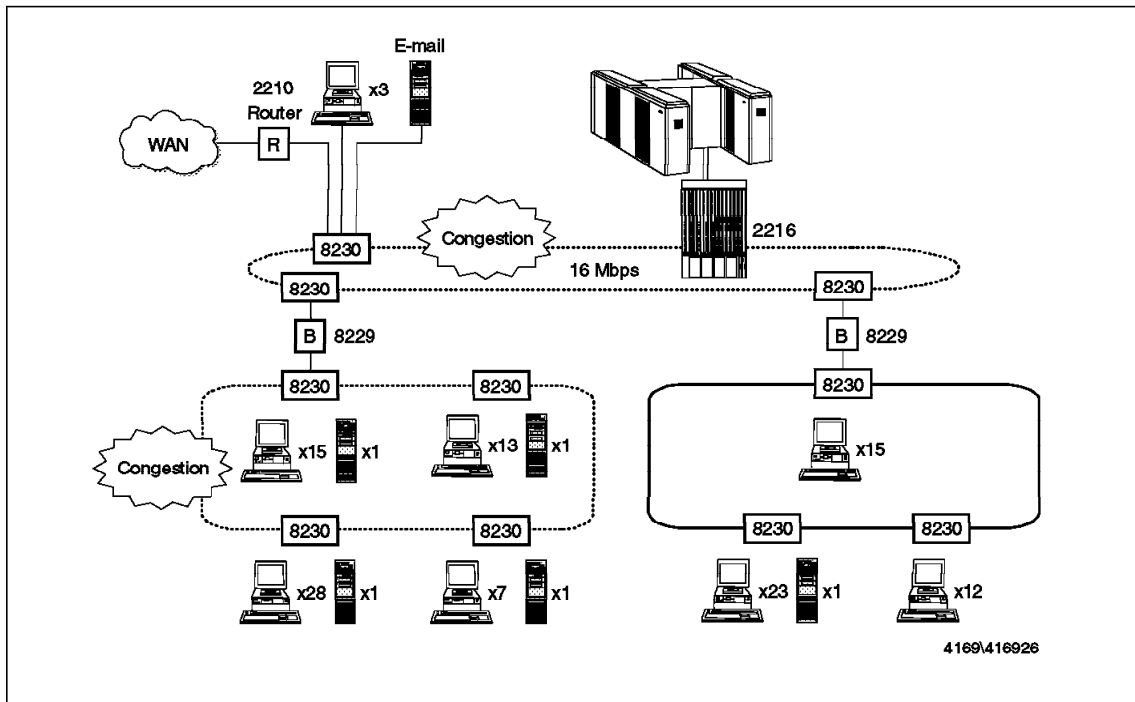 E-mail
2210
Router
x3
WAN
R
Congestion
2216
8230
16 Mbps
8230
8230
B
8229
B
8229
8230
8230
8230
x15
x1
x13
x1
x15
Congestion
8230
8230
8230
8230
x28
x1
x7
x1
x23
x1
x12
4169\416926